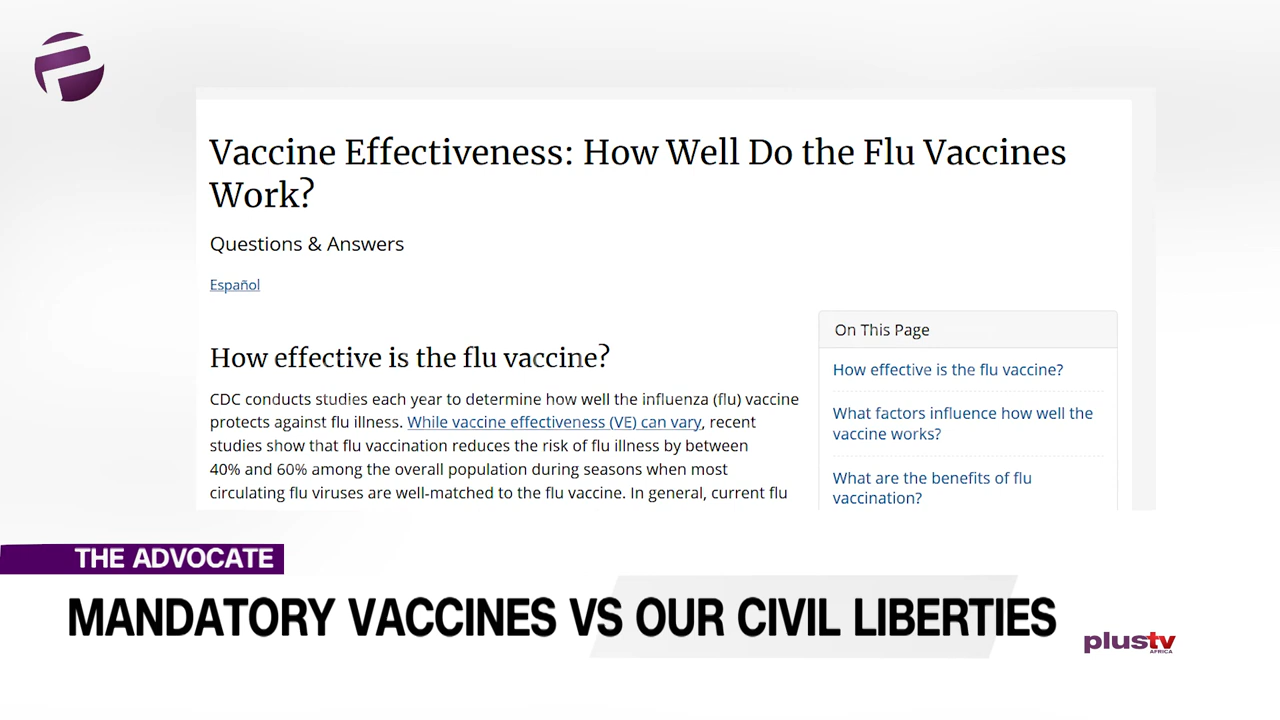 Vaccine Effectiveness: How Well Do the Flu Vaccines
Work?
Questions & Answers
Español
How effective is the flu vaccine?
CDC conducts studies each year to determine how well the influenza (flu) vaccine
protects against flu illness. While vaccine effectiveness (VE) can vary, recent
studies show that flu vaccination reduces the risk of flu illness by between
40% and 60% among the overall population during seasons when most
circulating flu viruses are well-matched to the flu vaccine. In general, current flu
On This Page
How effective is the flu vaccine?
What factors influence how well the
vaccine works?
What are the benefits of flu
vaccination?
THE ADVOCATE
MANDATORY VACCINES VS OUR CIVIL LIBERTIES
plustv
AFRICA